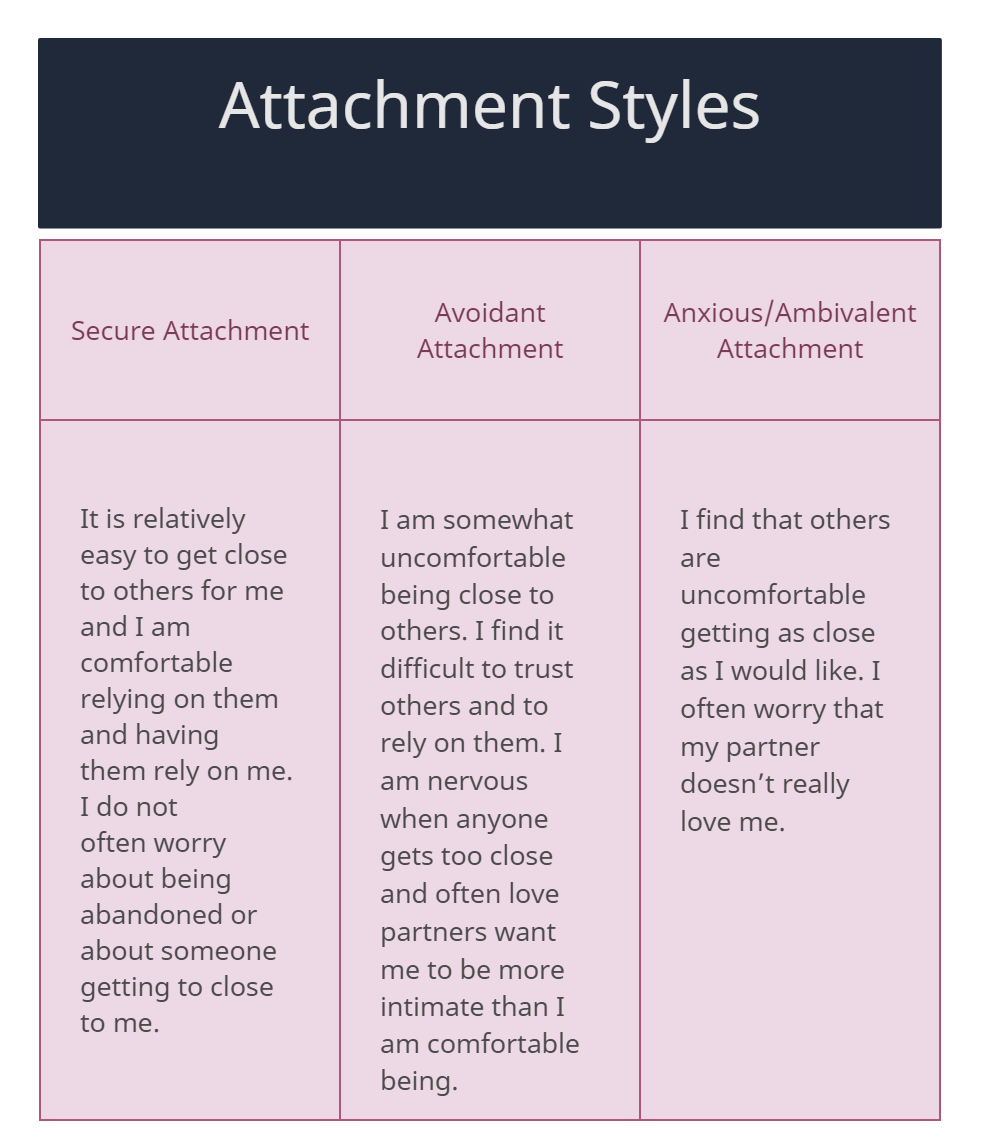 Attachment Styles
Secure Attachment
Avoidant
Attachment
Anxious/Ambivalent
Attachment
It is relatively
easy to get close
to others for me
and I am
comfortable
relying on them
and having
them rely on me.
I do not
often worry
about being
abandoned or
about someone
getting to close
to me.
I am somewhat
uncomfortable
being close to
others. I find it
difficult to trust
others and to
rely on them. I
am nervous
when anyone
gets too close
and often love
partners want
me to be more
intimate than I
am comfortable
being.
I find that others
are
uncomfortable
getting as close
as I would like. I
often worry that
my partner
doesn’t really
love me.